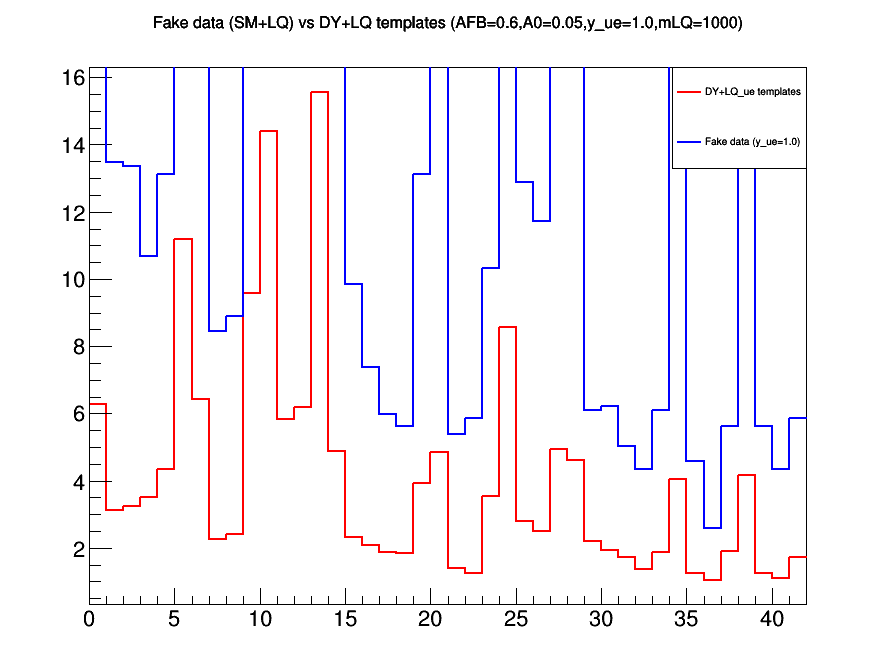 Fake data (SM+LQ) vs DY+LQ templates (AFB=0.6,A0=0.05,y_ue=1.0,mLQ=1000)
16
DY+LQ_ue templates
14
Fake data (y_ue=1.0)
12
10
8
6
4
2
0 5 10 15 20 25 30 35 40